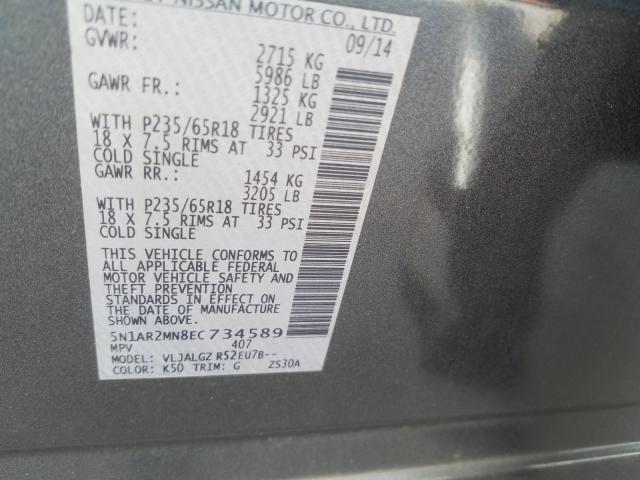 BY NISSAN MOTOR CO., LTD.
DATE: 09/14
GVWR: 2715 KG
5986 LB
GAWR FR.: 1325 KG
2921 LB
WITH P235/65R18 TIRES
18 X 7.5 RIMS AT 33 PSI
COLD SINGLE
GAWR RR.: 1454 KG
3205 LB
WITH P235/65R18 TIRES
18 X 7.5 RIMS AT 33 PSI
COLD SINGLE
THIS VEHICLE CONFORMS TO
ALL APPLICABLE FEDERAL
MOTOR VEHICLE SAFETY AND
THEFT PREVENTION
STANDARDS IN EFFECT ON
THE DATE OF MANUFACTURE
SHOWN ABOVE.
5N1AR2MN8EC734589
MPV 407
MODEL: VLJALGZ R52EU7B--
COLOR: K50 TRIM: G ZS30A